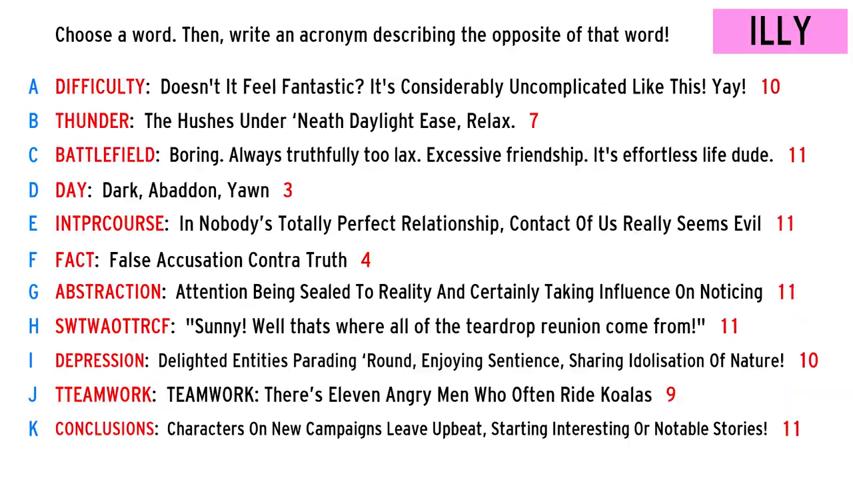 Choose a word. Then, write an acronym describing the opposite of that word!
ILLY
A DIFFICULTY: Doesn't It Feel Fantastic? It's Considerably Uncomplicated Like This! Yay! 10
B THUNDER: The Hushes Under ‘Neath Daylight Ease, Relax. 7
C BATTLEFIELD: Boring. Always truthfully too lax. Excessive friendship. It's effortless life dude. 11
D DAY: Dark, Abaddon, Yawn 3
E INTPRCOURSE: In Nobody’s Totally Perfect Relationship, Contact Of Us Really Seems Evil 11
F FACT: False Accusation Contra Truth 4
G ABSTRACTION: Attention Being Sealed To Reality And Certainly Taking Influence On Noticing 11
H SWTWAOTTRCF: "Sunny! Well thats where all of the teardrop reunion come from!" 11
I DEPRESSION: Delighted Entities Parading ‘Round, Enjoying Sentience, Sharing Idolisation Of Nature! 10
J TTEAMWORK: TEAMWORK: There’s Eleven Angry Men Who Often Ride Koalas 9
K CONCLUSIONS: Characters On New Campaigns Leave Upbeat, Starting Interesting Or Notable Stories! 11